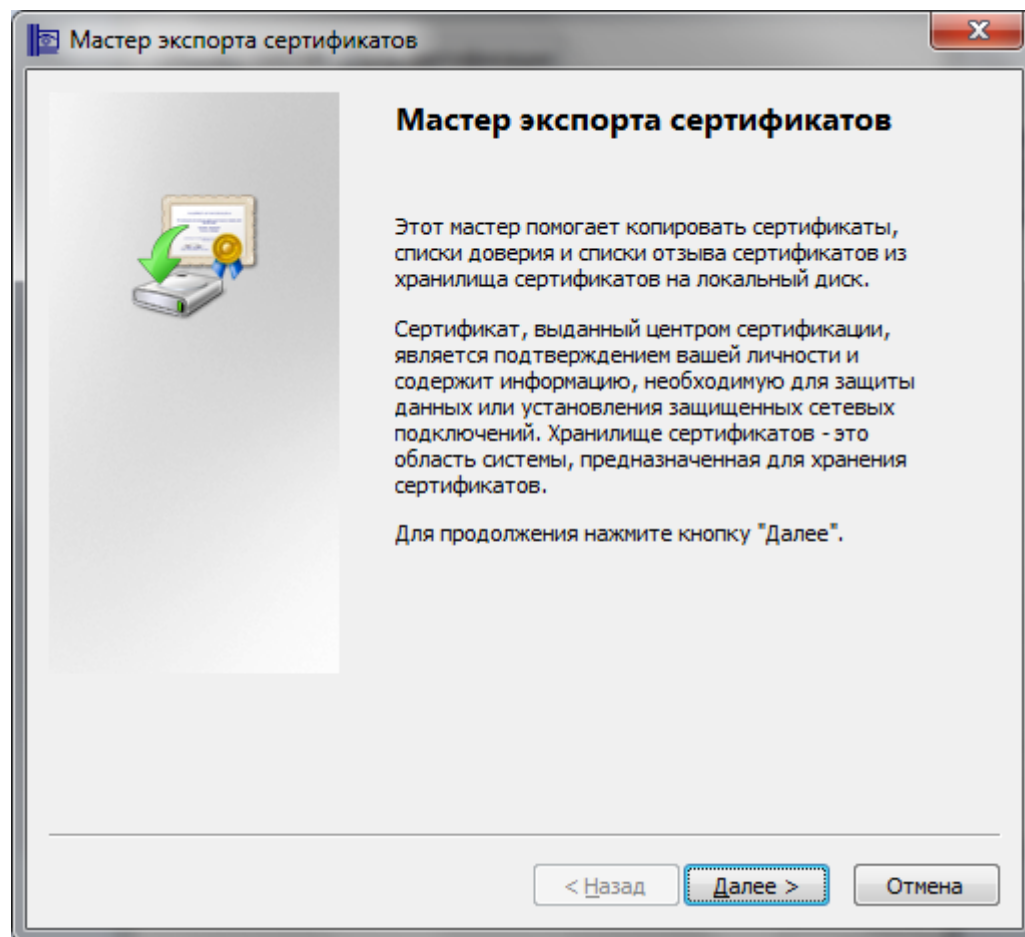 Мастер экспорта сертификатов
Мастер экспорта сертификатов
Этот мастер помогает копировать сертификаты,
списки доверия и списки отзыва сертификатов из
хранилища сертификатов на локальный диск.
Сертификат, выданный центром сертификации,
является подтверждением вашей личности и
содержит информацию, необходимую для защиты
данных или установления защищенных сетевых
подключений. Хранилище сертификатов - это
область системы, предназначенная для хранения
сертификатов.
Для продолжения нажмите кнопку "Далее".
< Назад
Далее >
Отмена